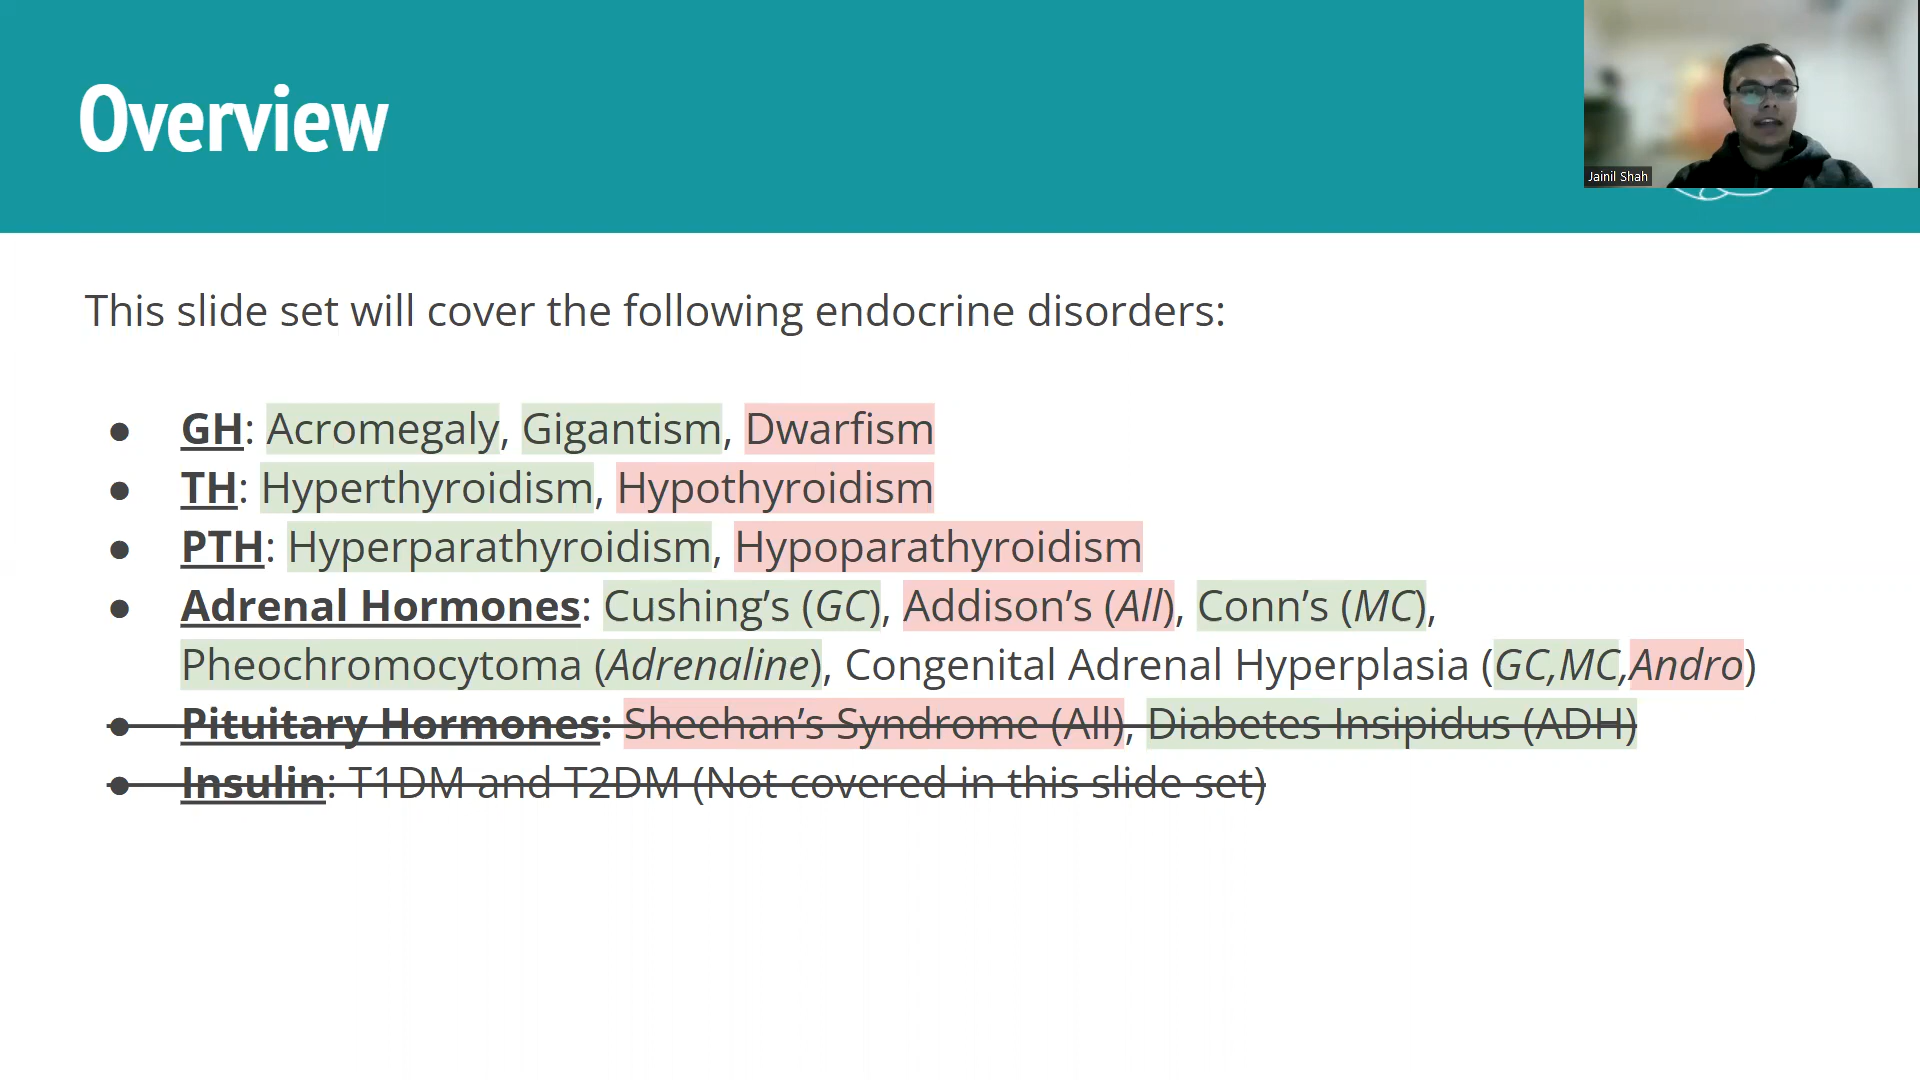 Overview
Jainil Shah
This slide set will cover the following endocrine disorders:
● GH: Acromegaly, Gigantism, Dwarfism
● TH: Hyperthyroidism, Hypothyroidism
● PTH: Hyperparathyroidism, Hypoparathyroidism
● Adrenal Hormones: Cushing’s (GC), Addison’s (All), Conn’s (MC),
Pheochromocytoma (Adrenaline), Congenital Adrenal Hyperplasia (GC,MC,Andro)
● Pituitary Hormones: Sheehan’s Syndrome (All), Diabetes Insipidus (ADH)
● Insulin: T1DM and T2DM (Not covered in this slide set)